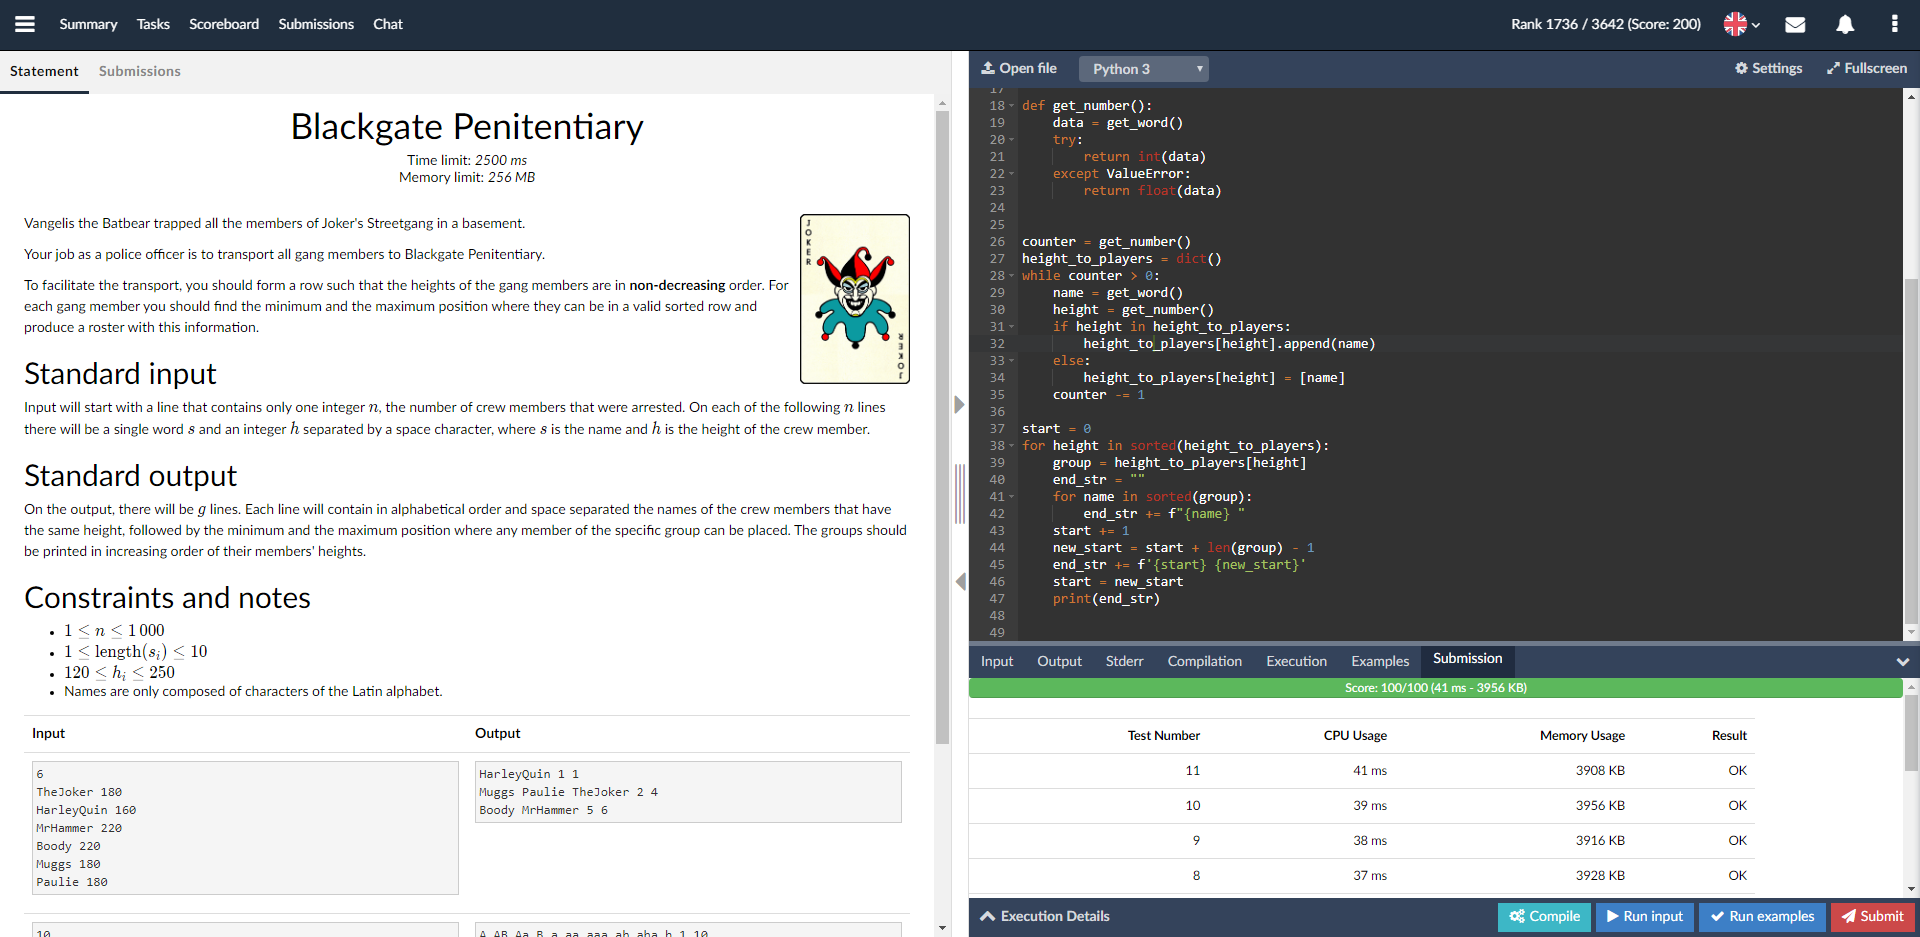 Summary Tasks Scoreboard Submissions Chat
Rank 1736 / 3642 (Score: 200)
Statement Submissions
Blackgate Penitentiary
Time limit: 2500 ms
Memory limit: 256 MB
Vangelis the Batbear trapped all the members of Joker's Streetgang in a basement.
Your job as a police officer is to transport all gang members to Blackgate Penitentiary.
To facilitate the transport, you should form a row such that the heights of the gang members are in non-decreasing order. For
each gang member you should find the minimum and the maximum position where they can be in a valid sorted row and
produce a roster with this information.
JOKER
JOKER
Standard input
Input will start with a line that contains only one integer n, the number of crew members that were arrested. On each of the following n lines
there will be a single word s and an integer h separated by a space character, where s is the name and h is the height of the crew member.
Standard output
On the output, there will be g lines. Each line will contain in alphabetical order and space separated the names of the crew members that have
the same height, followed by the minimum and the maximum position where any member of the specific group can be placed. The groups should
be printed in increasing order of their members' heights.
Constraints and notes
• 1 ≤ n ≤ 1 000
• 1 ≤ length(s_i) ≤ 10
• 120 ≤ h_i ≤ 250
• Names are only composed of characters of the Latin alphabet.
Input Output
6
TheJoker 180
HarleyQuin 160
MrHammer 220
Boody 220
Muggs 180
Paulie 180
HarleyQuin 1 1
Muggs Paulie TheJoker 2 4
Boody MrHammer 5 6
10
A AB Aa B a aa aaa ab aba b 1 10
Open file Python 3 Settings Fullscreen
17
18 def get_number():
19     data = get_word()
20     try:
21         return int(data)
22     except ValueError:
23         return float(data)
24
25
26 counter = get_number()
27 height_to_players = dict()
28 while counter > 0:
29     name = get_word()
30     height = get_number()
31     if height in height_to_players:
32         height_to_players[height].append(name)
33     else:
34         height_to_players[height] = [name]
35     counter -= 1
36
37 start = 0
38 for height in sorted(height_to_players):
39     group = height_to_players[height]
40     end_str = ""
41     for name in sorted(group):
42         end_str += f"{name} "
43     start += 1
44     new_start = start + len(group) - 1
45     end_str += f'{start} {new_start}'
46     start = new_start
47     print(end_str)
48
49
Input Output Stderr Compilation Execution Examples Submission
Score: 100/100 (41 ms - 3956 KB)
Test Number CPU Usage Memory Usage Result
11 41 ms 3908 KB OK
10 39 ms 3956 KB OK
9 38 ms 3916 KB OK
8 37 ms 3928 KB OK
Execution Details Compile Run input Run examples Submit